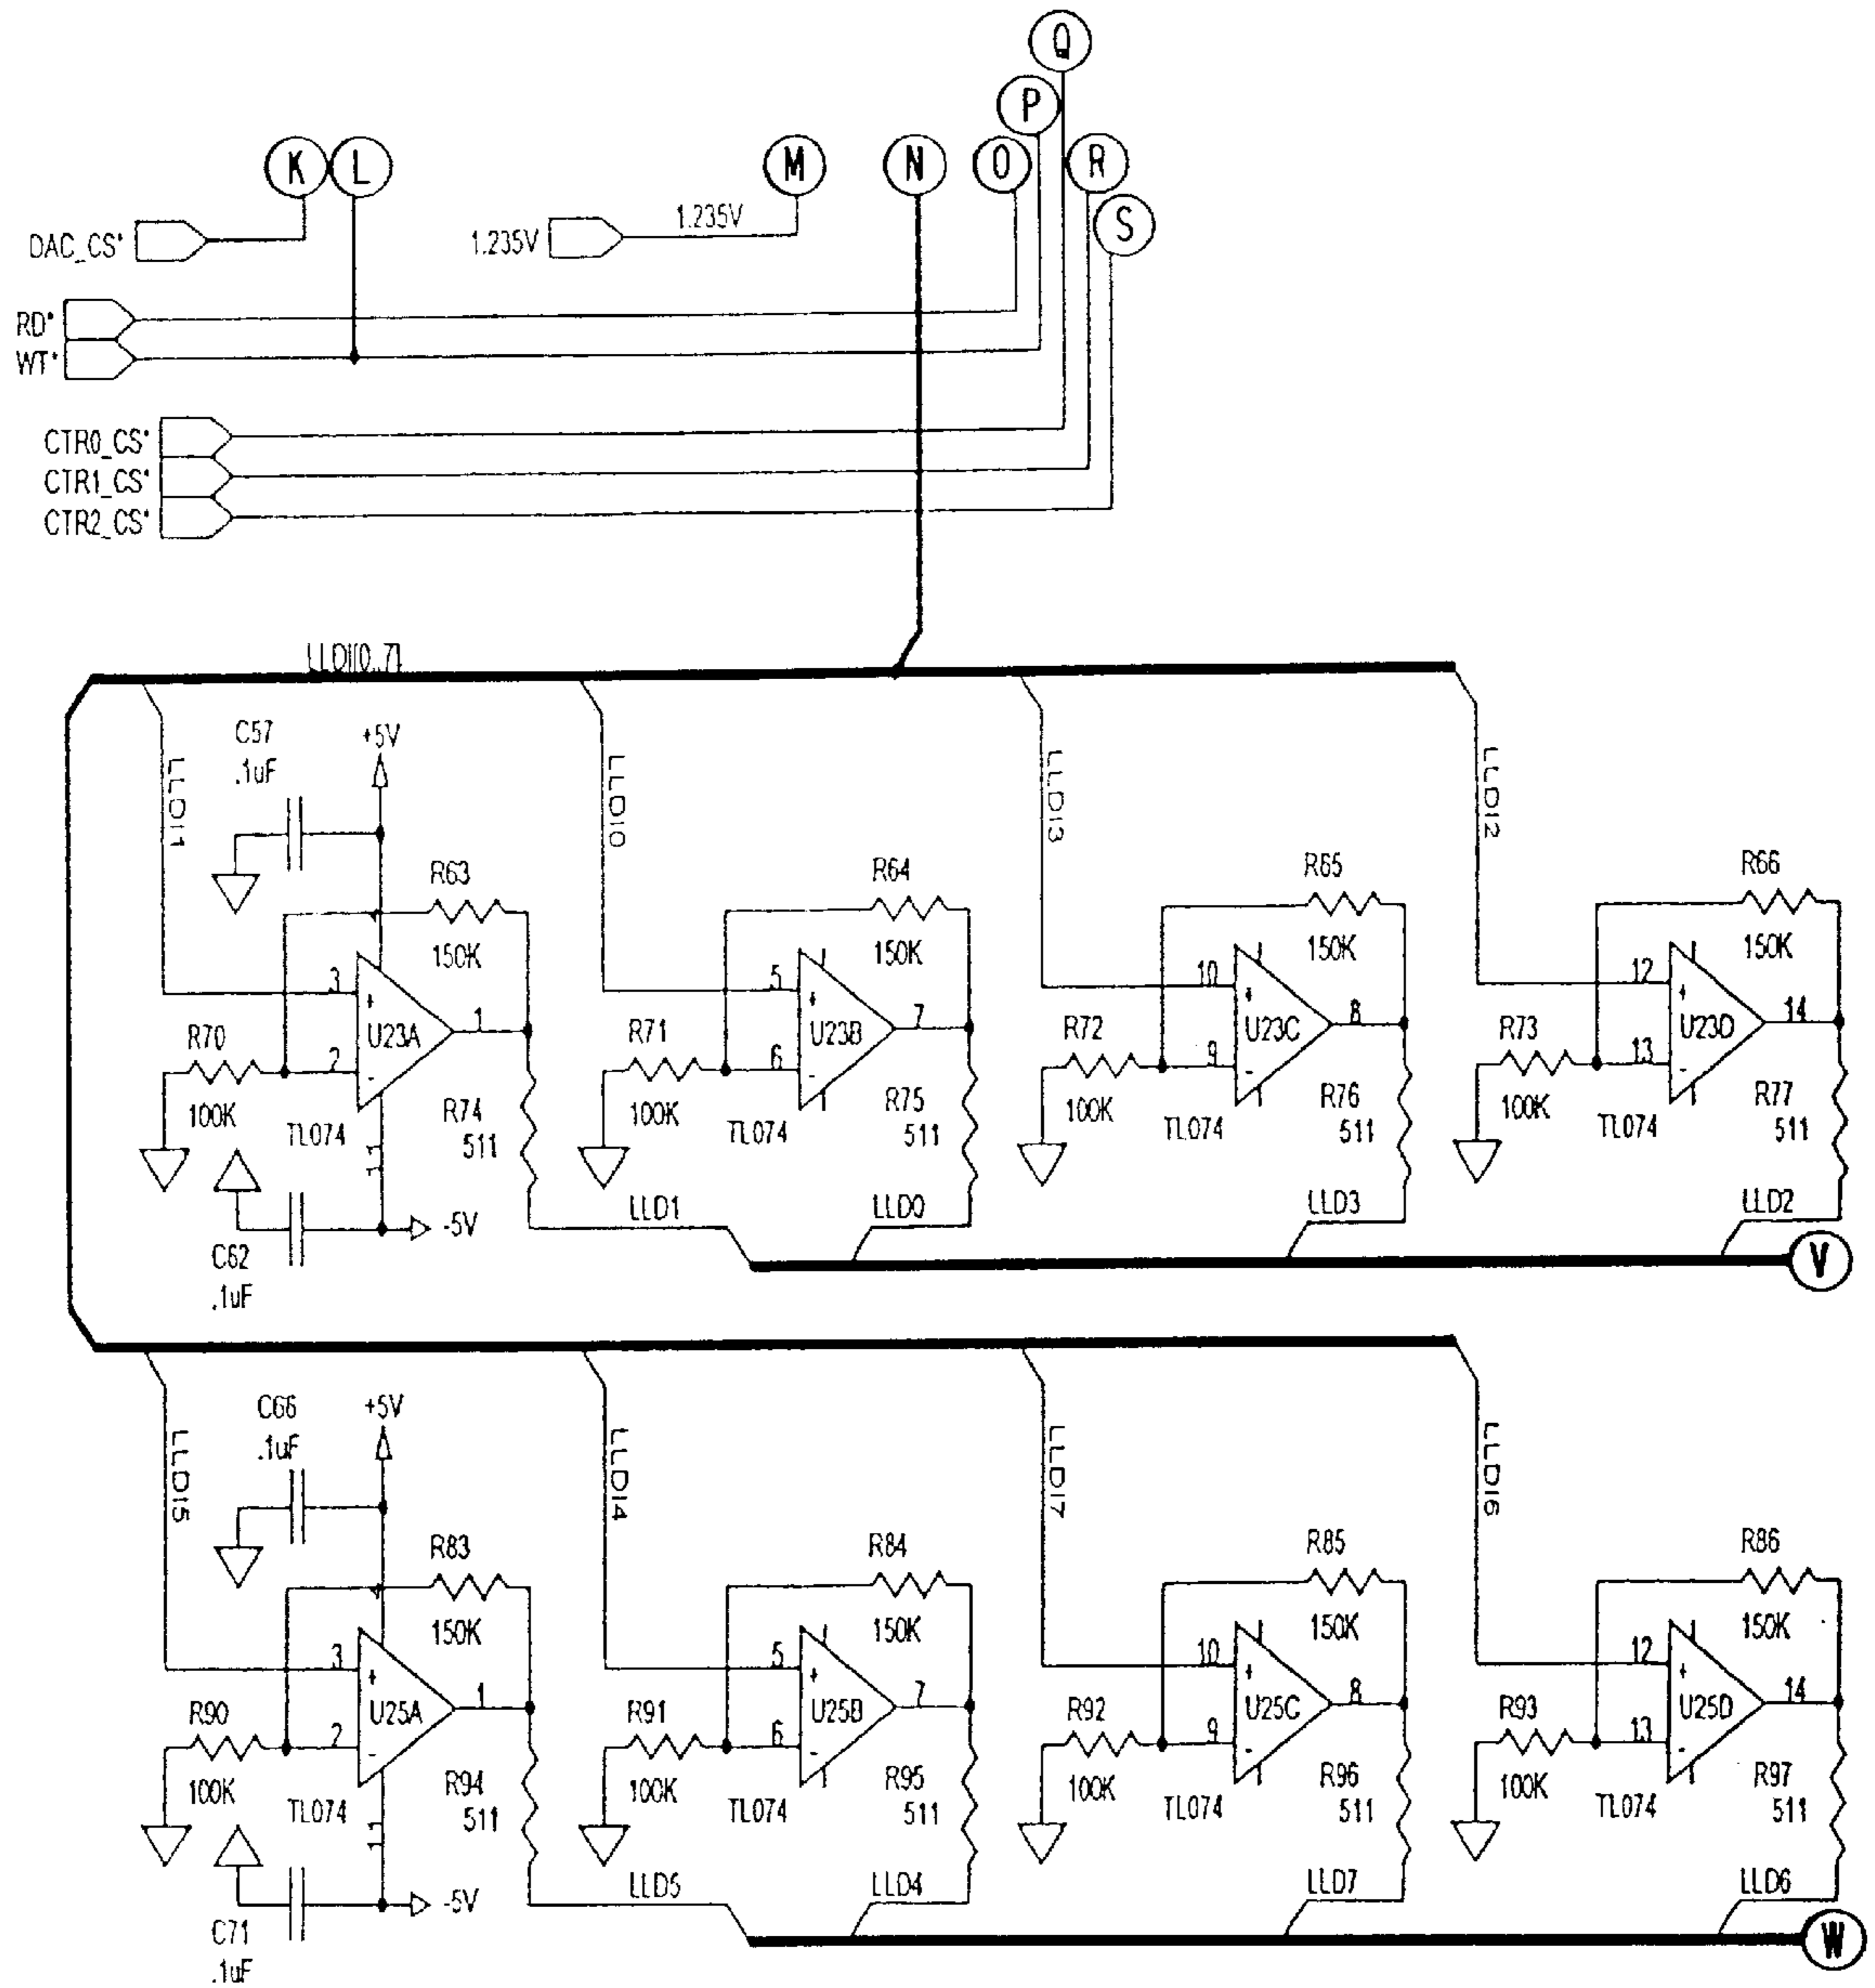 Q
P
K L M N O R
S
DAC_CS*
1.235V 1.235V
RD*
WT*
CTR0_CS*
CTR1_CS*
CTR2_CS*
LLDI[0..7]
LLDI1 LLDI0 LLDI3 LLDI2
C57 +5V
.1uF
R63 R64 R65 R66
150K 150K 150K 150K
3 + U23A 1 5 + U23B 7 10 + U23C 8 12 + U23D 14
R70 2 - R71 6 - R72 9 - R73 13 -
100K 100K 100K 100K
TL074 TL074 TL074 TL074
R74 R75 R76 R77
511 511 511 511
11
-5V
C62
.1uF
LLD1 LLD0 LLD3 LLD2
V
LLDI5 LLDI4 LLDI7 LLDI6
C66 +5V
.1uF
R83 R84 R85 R86
150K 150K 150K 150K
3 + U25A 1 5 + U25B 7 10 + U25C 8 12 + U25D 14
R90 2 - R91 6 - R92 9 - R93 13 -
100K 100K 100K 100K
TL074 TL074 TL074 TL074
R94 R95 R96 R97
511 511 511 511
11
-5V
C71
.1uF
LLD5 LLD4 LLD7 LLD6
W